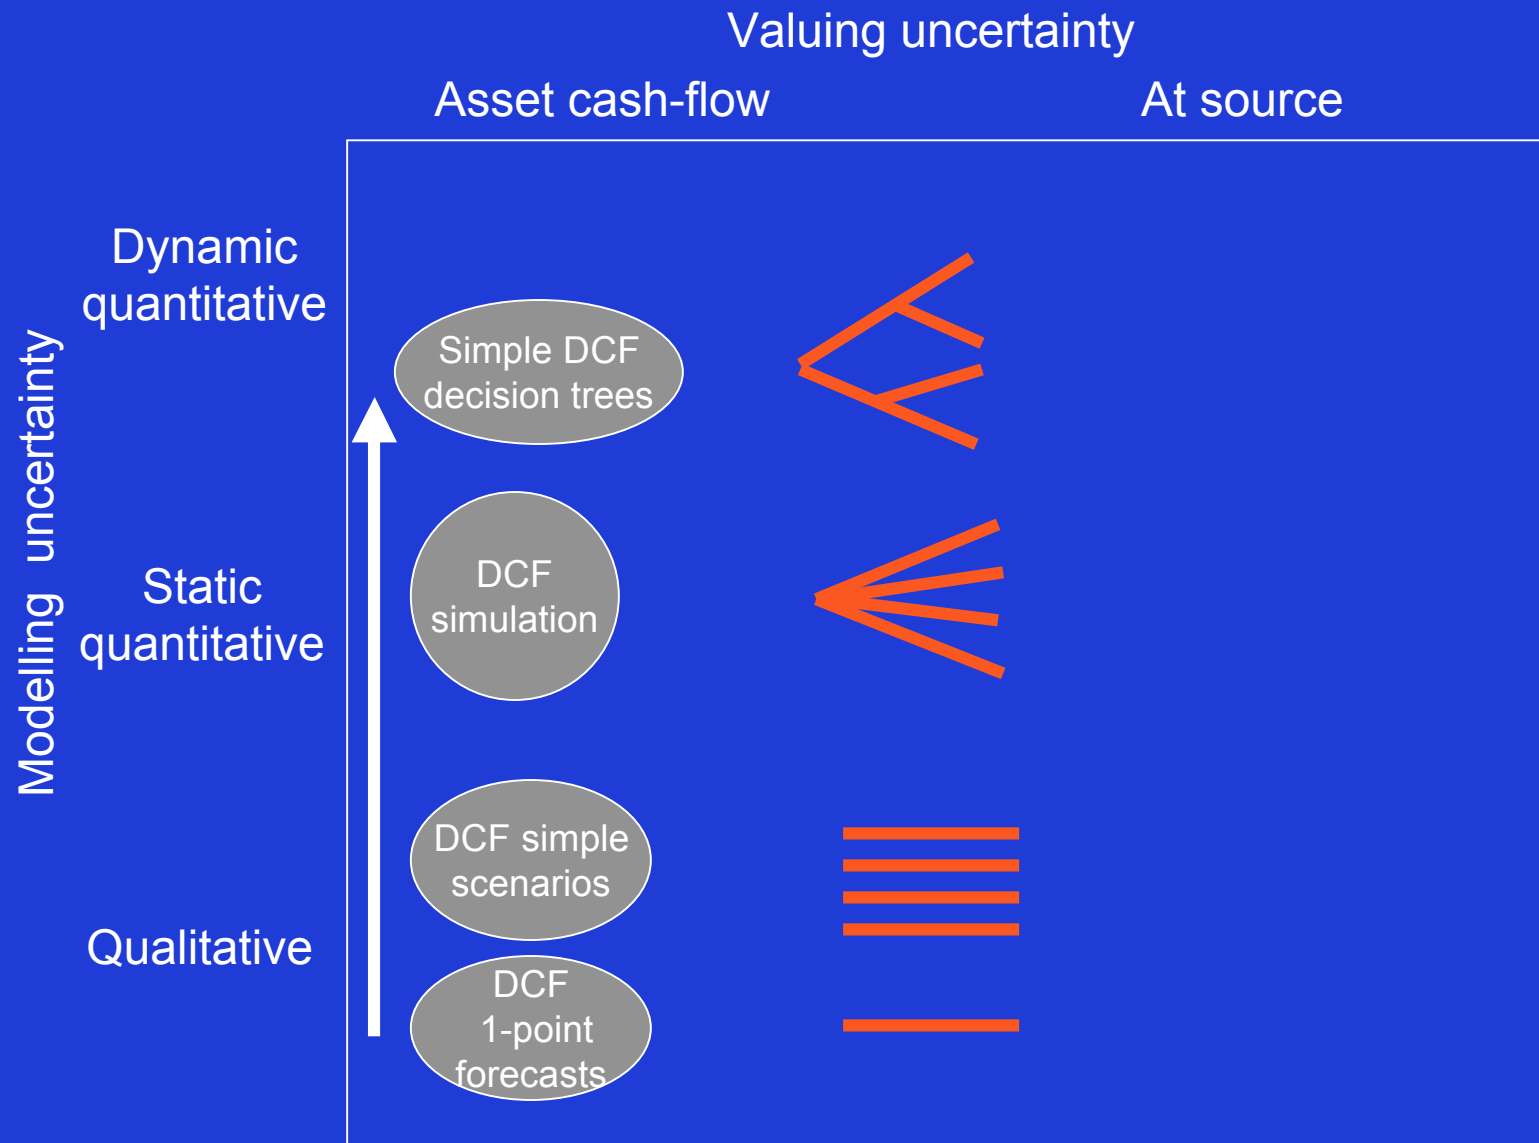 Valuing uncertainty
Asset cash-flow
At source
Modelling uncertainty
Dynamic
quantitative
Simple DCF
decision trees
Static
quantitative
DCF
simulation
Qualitative
DCF simple
scenarios
DCF
1-point
forecasts